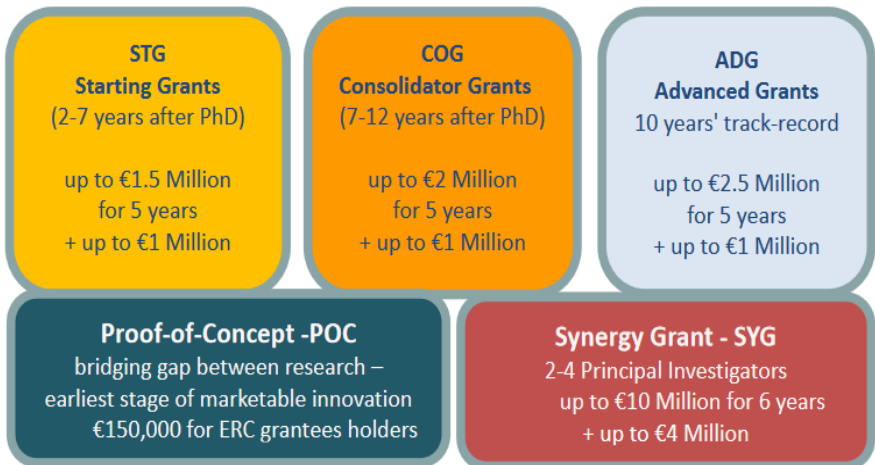 STG
Starting Grants
(2-7 years after PhD)
up to €1.5 Million
for 5 years
+ up to €1 Million
COG
Consolidator Grants
(7-12 years after PhD)
up to €2 Million
for 5 years
+ up to €1 Million
ADG
Advanced Grants
10 years' track-record
up to €2.5 Million
for 5 years
+ up to €1 Million
Proof-of-Concept -POC
bridging gap between research –
earliest stage of marketable innovation
€150,000 for ERC grantees holders
Synergy Grant - SYG
2-4 Principal Investigators
up to €10 Million for 6 years
+ up to €4 Million